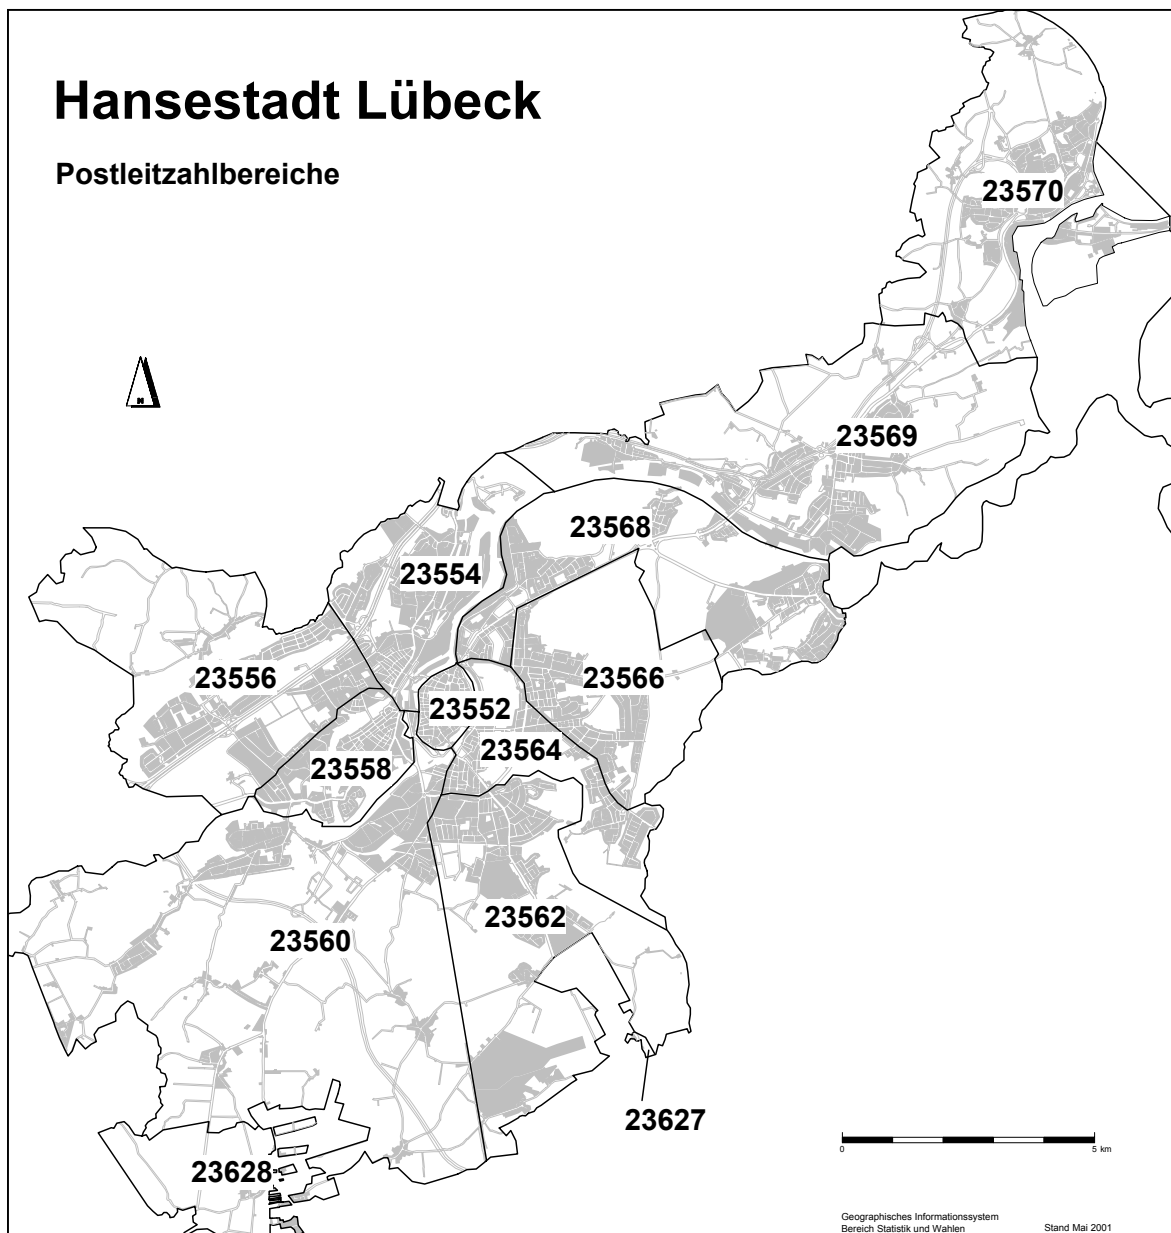 Hansestadt Lübeck
Postleitzahlbereiche
23570
N
23569
23568
23554
23556
23566
23552
23564
23558
23562
23560
23627
23628
0 5 km
Geographisches Informationssystem
Bereich Statistik und Wahlen Stand Mai 2001